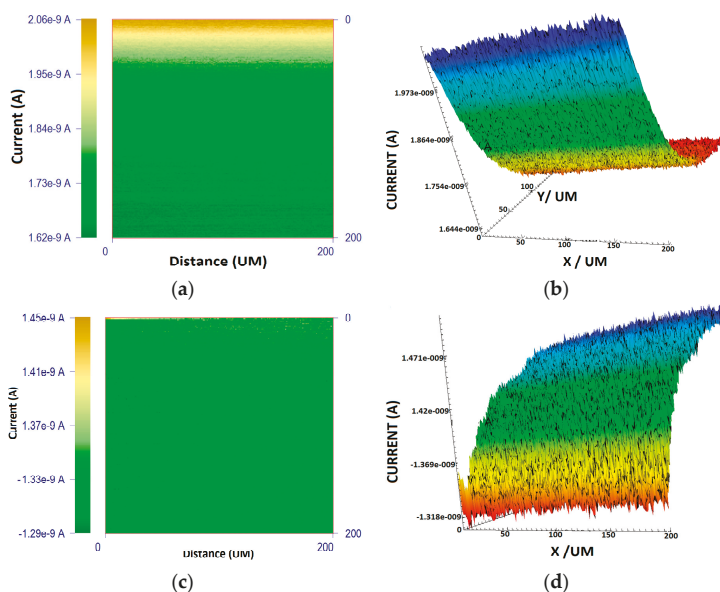 (a)
2.06e-9 A
1.95e-9 A
1.84e-9 A
1.73e-9 A
1.62e-9 A
Current (A)
0
200
0
200
Distance (UM)
(b)
1.973e-009
1.864e-009
1.754e-009
1.644e-009
CURRENT (A)
100
50
0
Y/ UM
0
50
100
150
200
X / UM
(c)
1.45e-9 A
1.41e-9 A
1.37e-9 A
-1.33e-9 A
-1.29e-9 A
Current (A)
0
200
0
200
Distance (UM)
(d)
1.471e-009
1.42e-009
-1.369e-009
-1.318e-009
CURRENT (A)
0
50
100
150
200
X /UM